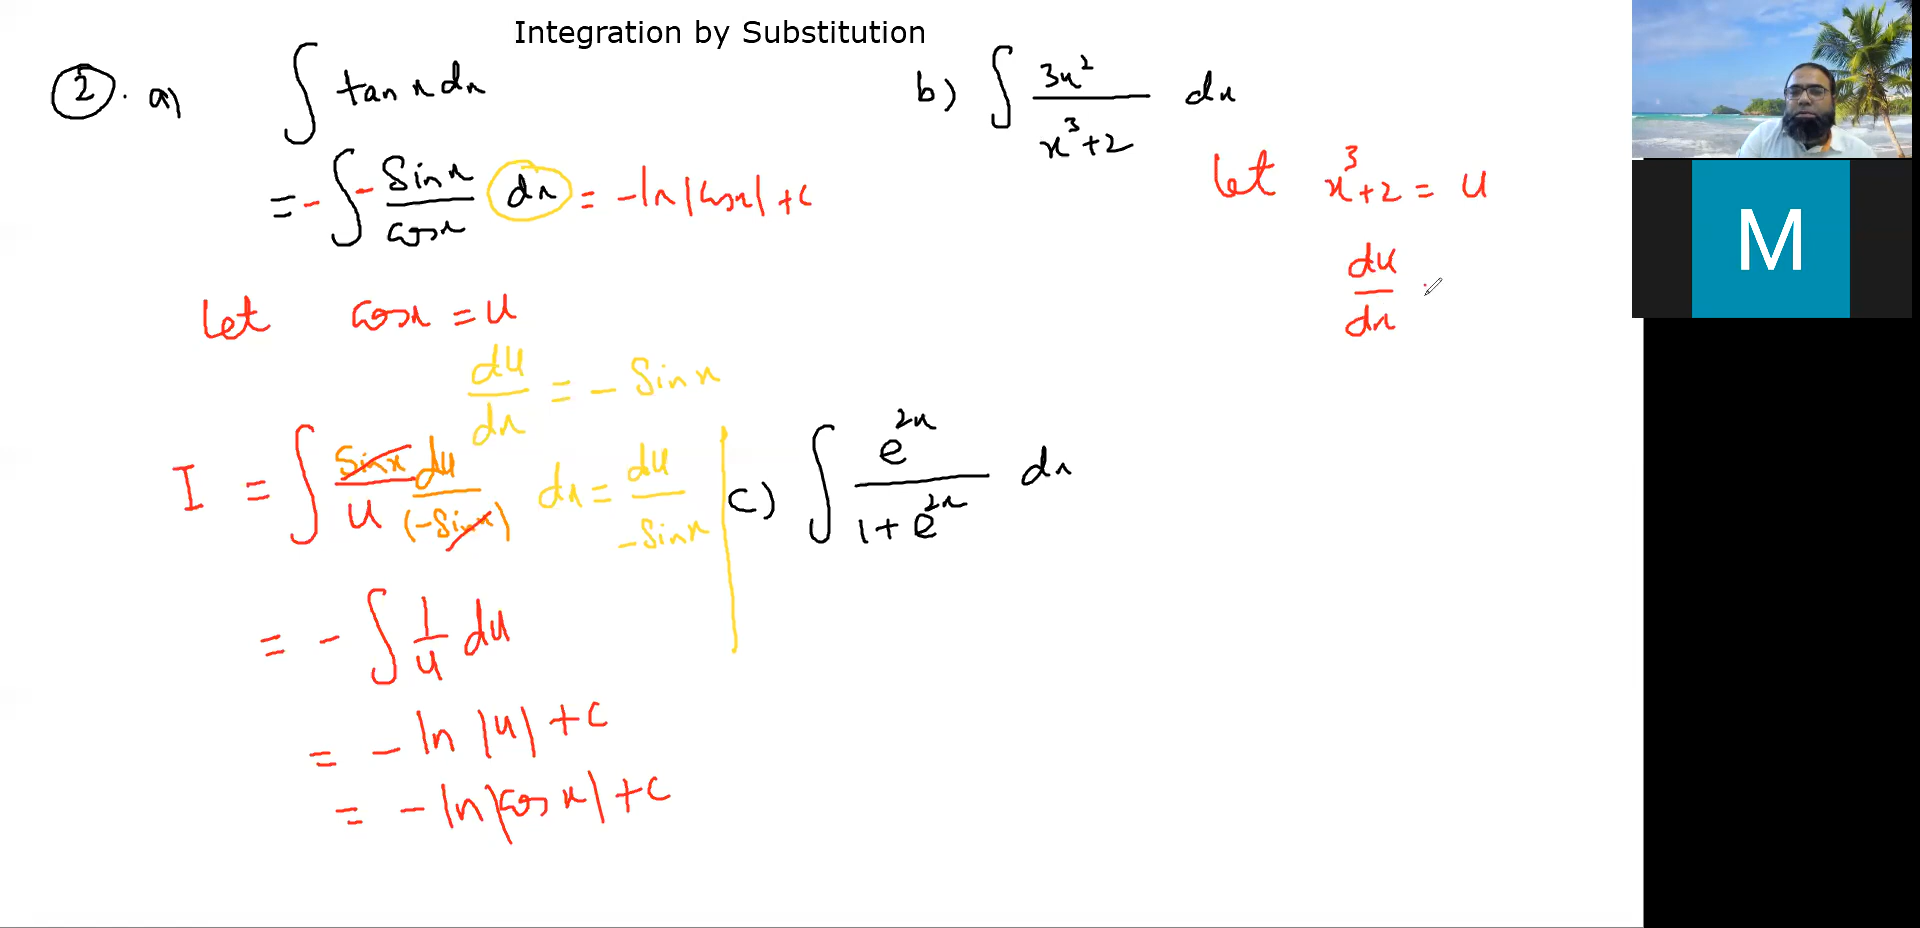 Integration by Substitution
2. a) ∫ tan x dx
= - ∫ - Sin x / cos x dx = -ln|cos x| + c
Let cos x = u
du/dx = - Sin x
I = ∫ Sin x / u du / (-Sin x)
dx = du / -Sin x
= - ∫ 1/u du
= - ln |u| + c
= - ln|cos x| + c
b) ∫ 3x² / x³+2 dx
Let x³+2 = u
du/dx
c) ∫ e^2x / 1+e^2x dx
M